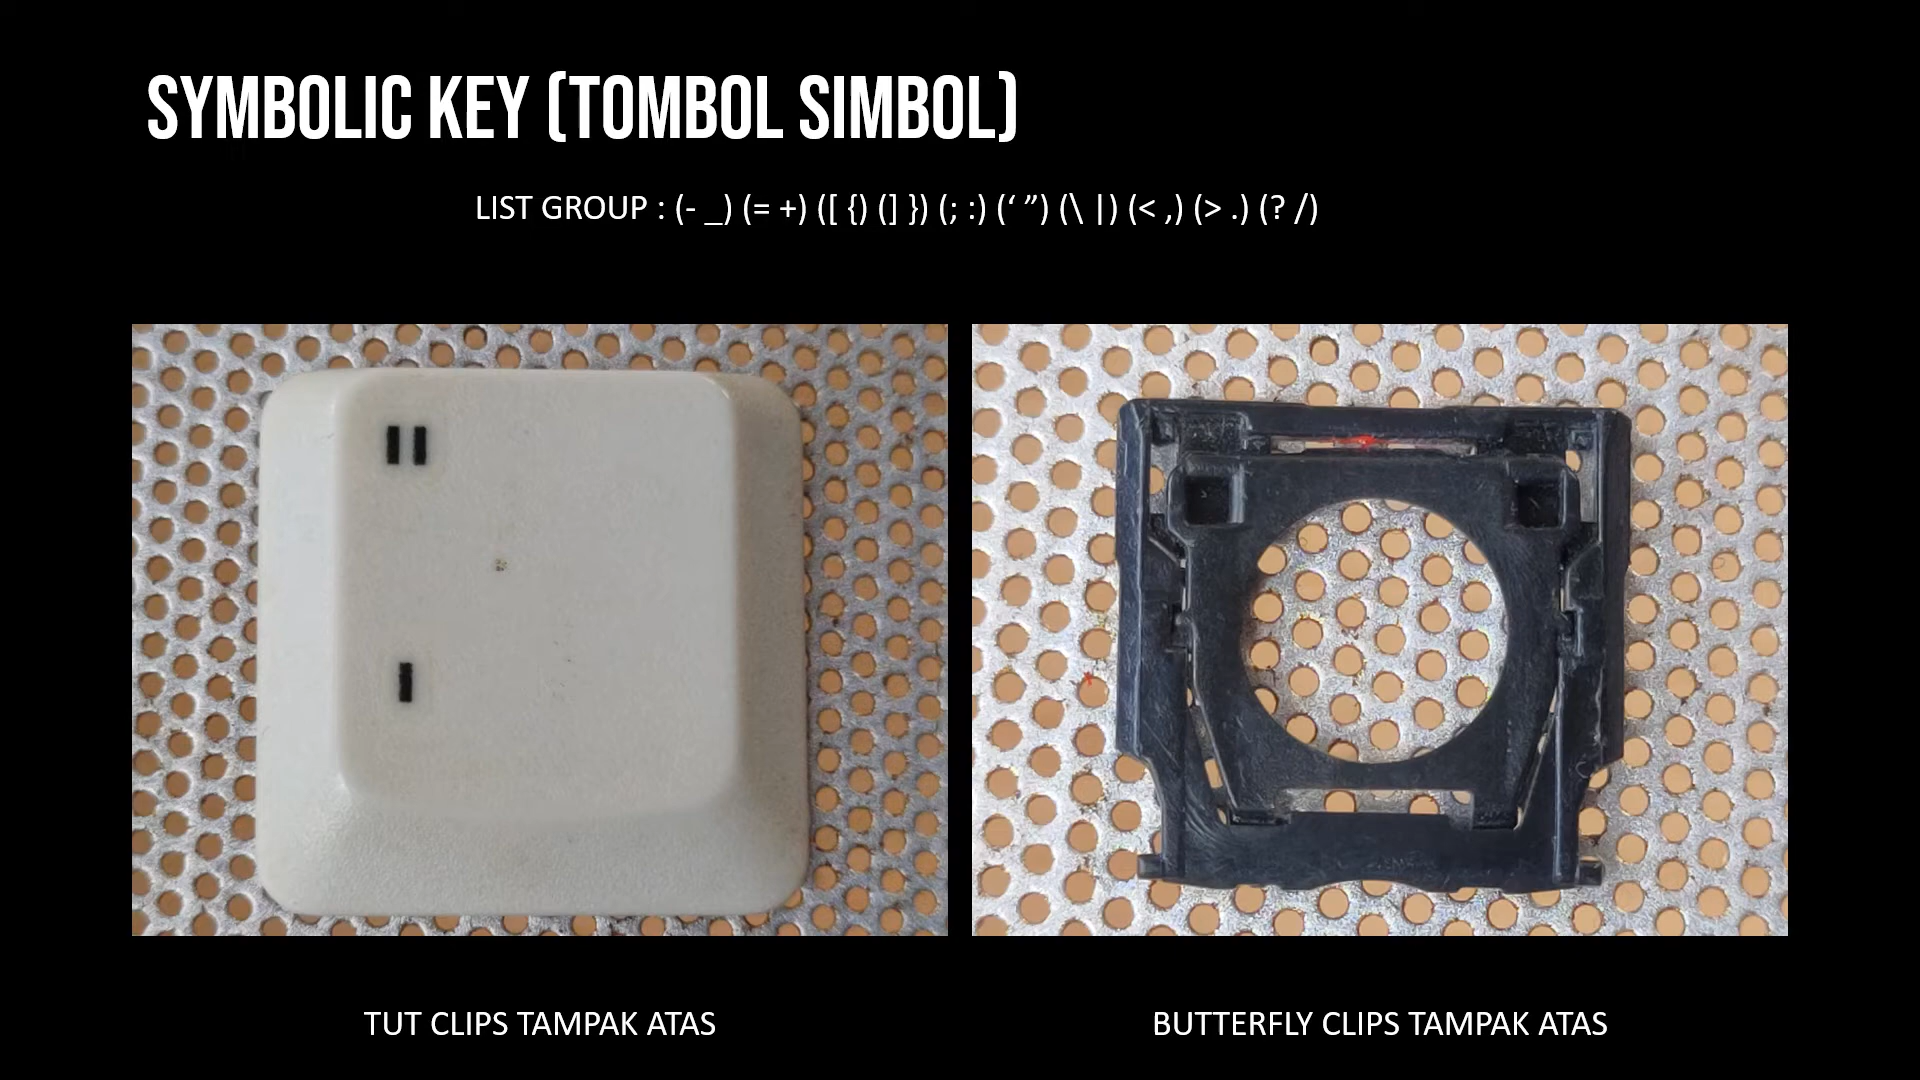 SYMBOLIC KEY (TOMBOL SIMBOL)
LIST GROUP : (- _) (= +) ([ {) (] }) (; :) (‘ ”) (\ |) (< ,) (> .) (? /)
"
'
TUT CLIPS TAMPAK ATAS
BUTTERFLY CLIPS TAMPAK ATAS